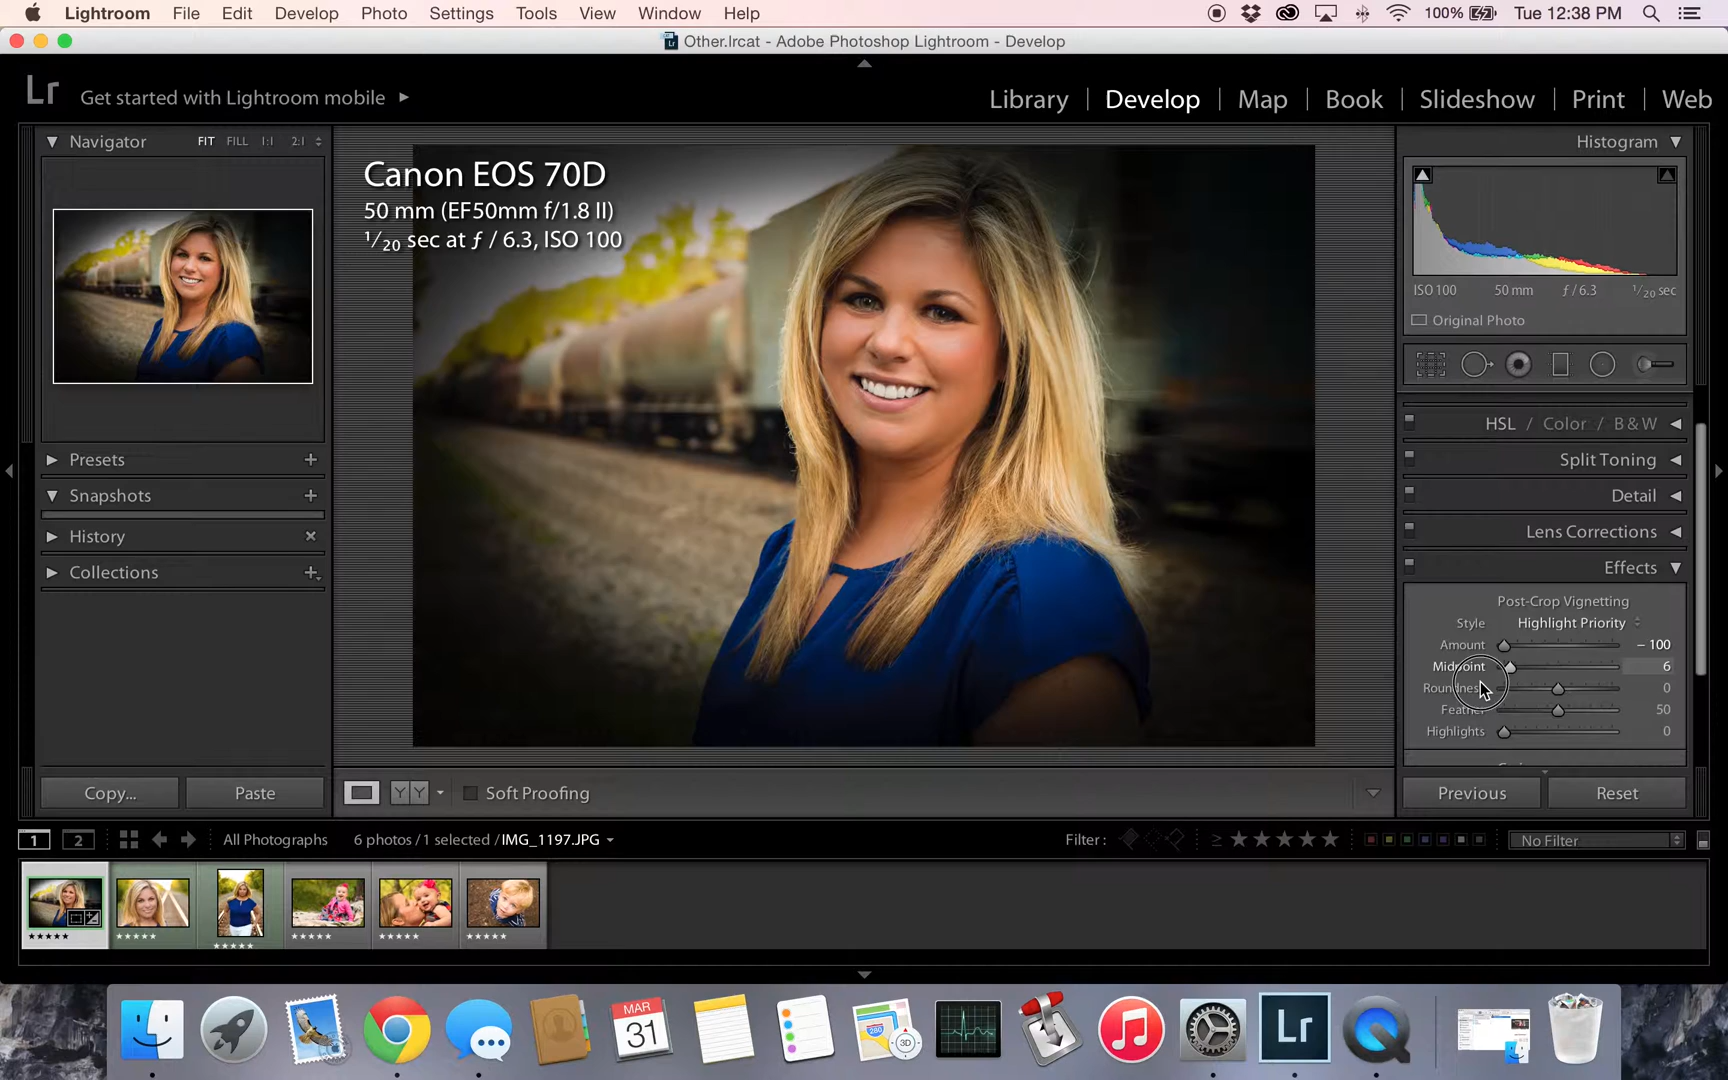 Lightroom File Edit Develop Photo Settings Tools View Window Help 100% Tue 12:38 PM
Other.lrcat - Adobe Photoshop Lightroom - Develop
Lr Get started with Lightroom mobile
Library | Develop | Map | Book | Slideshow | Print | Web
Navigator FIT FILL 1:1 2:1
Presets
Snapshots
History
Collections
Copy... Paste
Canon EOS 70D
50 mm (EF50mm f/1.8 II)
1/20 sec at ƒ / 6.3, ISO 100
Histogram
ISO 100 50 mm ƒ / 6.3 1/20 sec
Original Photo
HSL / Color / B & W
Split Toning
Detail
Lens Corrections
Effects
Post-Crop Vignetting
Style Highlight Priority
Amount – 100
Midpoint 6
Roundness 0
Feather 50
Highlights 0
Previous Reset
Y Y Soft Proofing
1 2 All Photographs 6 photos / 1 selected / IMG_1197.JPG Filter : No Filter
MAR
31
280
3D
Lr